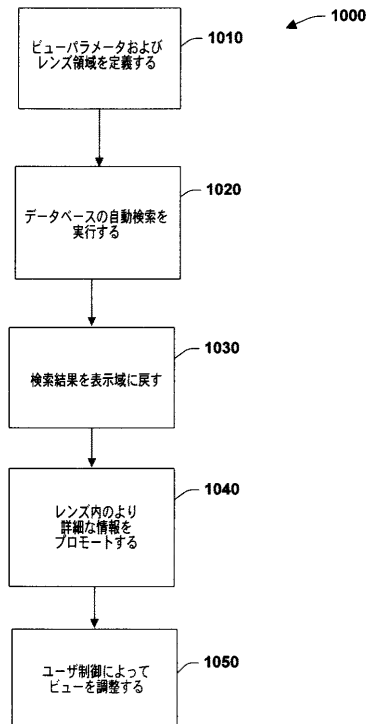 1000
ビューパラメータおよび
レンズ領域を定義する
1010
データベースの自動検索を
実行する
1020
検索結果を表示域に戻す
1030
レンズ内のより
詳細な情報を
プロモートする
1040
ユーザ制御によって
ビューを調整する
1050